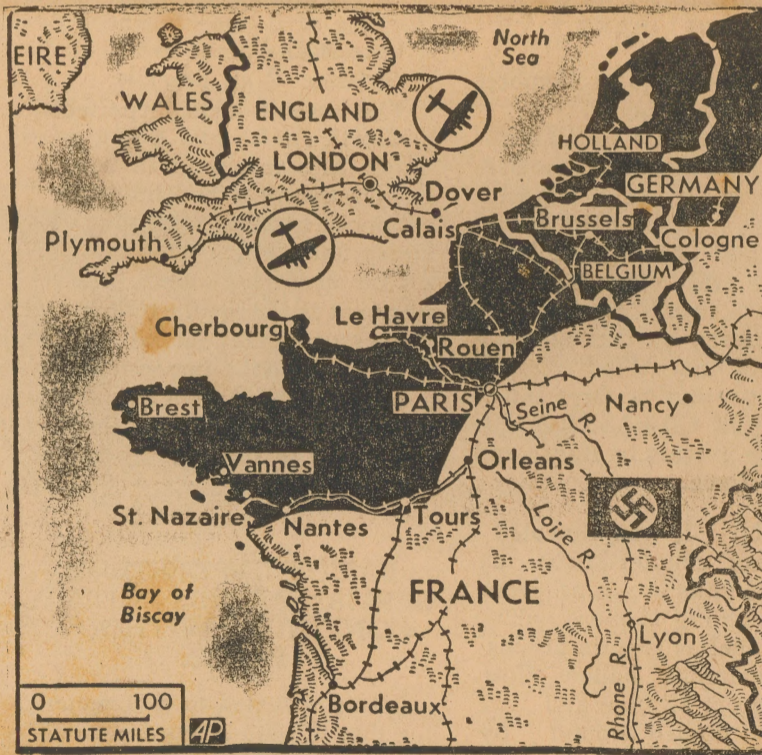 North
Sea
EIRE
WALES
ENGLAND
LONDON
HOLLAND
GERMANY
Dover
Calais
Brussels
Plymouth
Cologne
BELGIUM
Cherbourg
Le Havre
Rouen
PARIS
Seine R.
Nancy
Brest
Vannes
Orleans
St. Nazaire
Nantes
Tours
Loire R.
Bay of
Biscay
FRANCE
Lyon
Rhone R.
Bordeaux
0 100
STATUTE MILES
AP